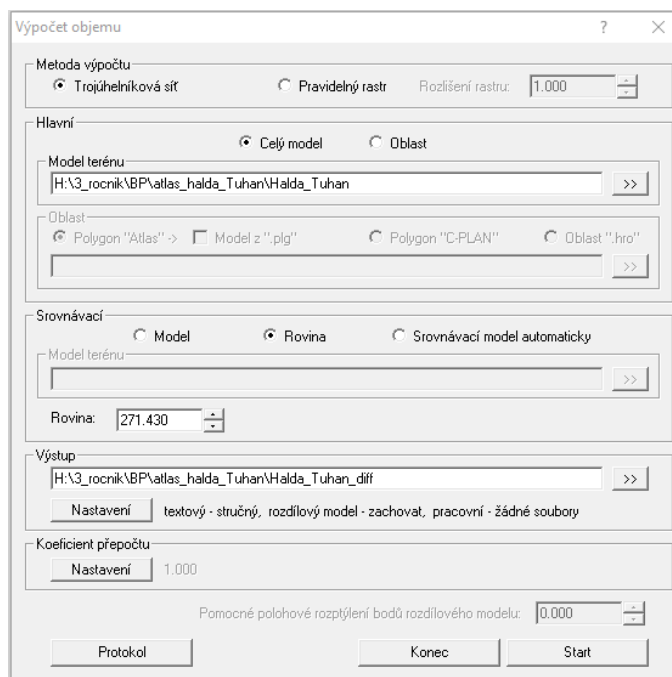 Výpočet objemu
Metoda výpočtu
Trojúhelníková síť Pravidelný rastr Rozlišení rastru: 1.000
Hlavní
Celý model Oblast
Model terénu
H:\3_rocnik\BP\atlas_halda_Tuhan\Halda_Tuhan >>
Oblast
Polygon "Atlas" -> Model z ".plg" Polygon "C-PLAN" Oblast ".hro"
>>
Srovnávací
Model Rovina Srovnávací model automaticky
Model terénu
>>
Rovina: 271.430
Výstup
H:\3_rocnik\BP\atlas_halda_Tuhan\Halda_Tuhan_diff >>
Nastavení textový - stručný, rozdílový model - zachovat, pracovní - žádné soubory
Koeficient přepočtu
Nastavení 1.000
Pomocné polohové rozptýlení bodů rozdílového modelu: 0.000
Protokol Konec Start